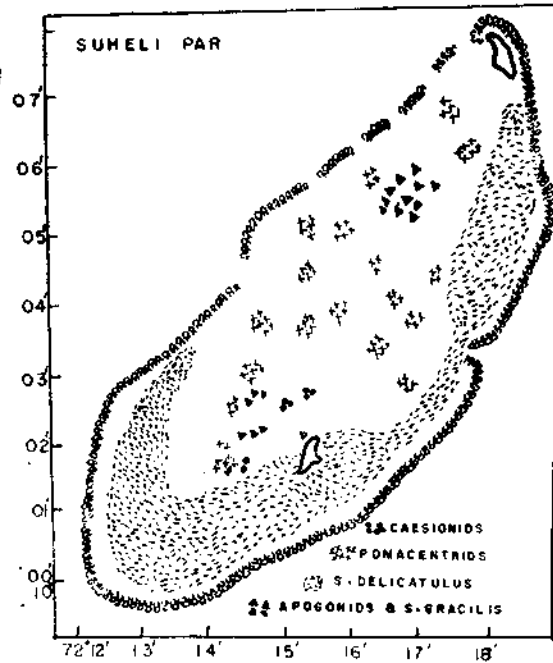 SUHELI PAR
07'
06'
05'
04'
03'
02'
01'
00'
10°
CAESIONIDS
POMACENTRIDS
S. DELICATULUS
APOGONIDS & S. GRACILIS
72°12' 13' 14' 15' 16' 17' 18'